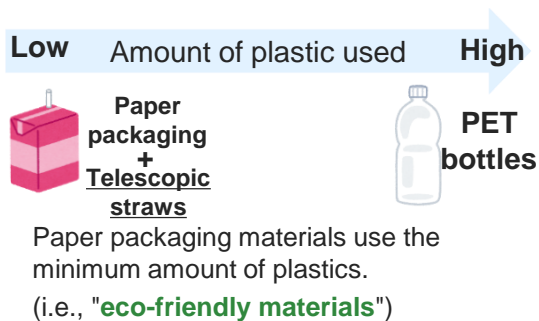 Low Amount of plastic used High
Paper
packaging
+
Telescopic
straws
PET
bottles
Paper packaging materials use the
minimum amount of plastics.
(i.e., "eco-friendly materials")